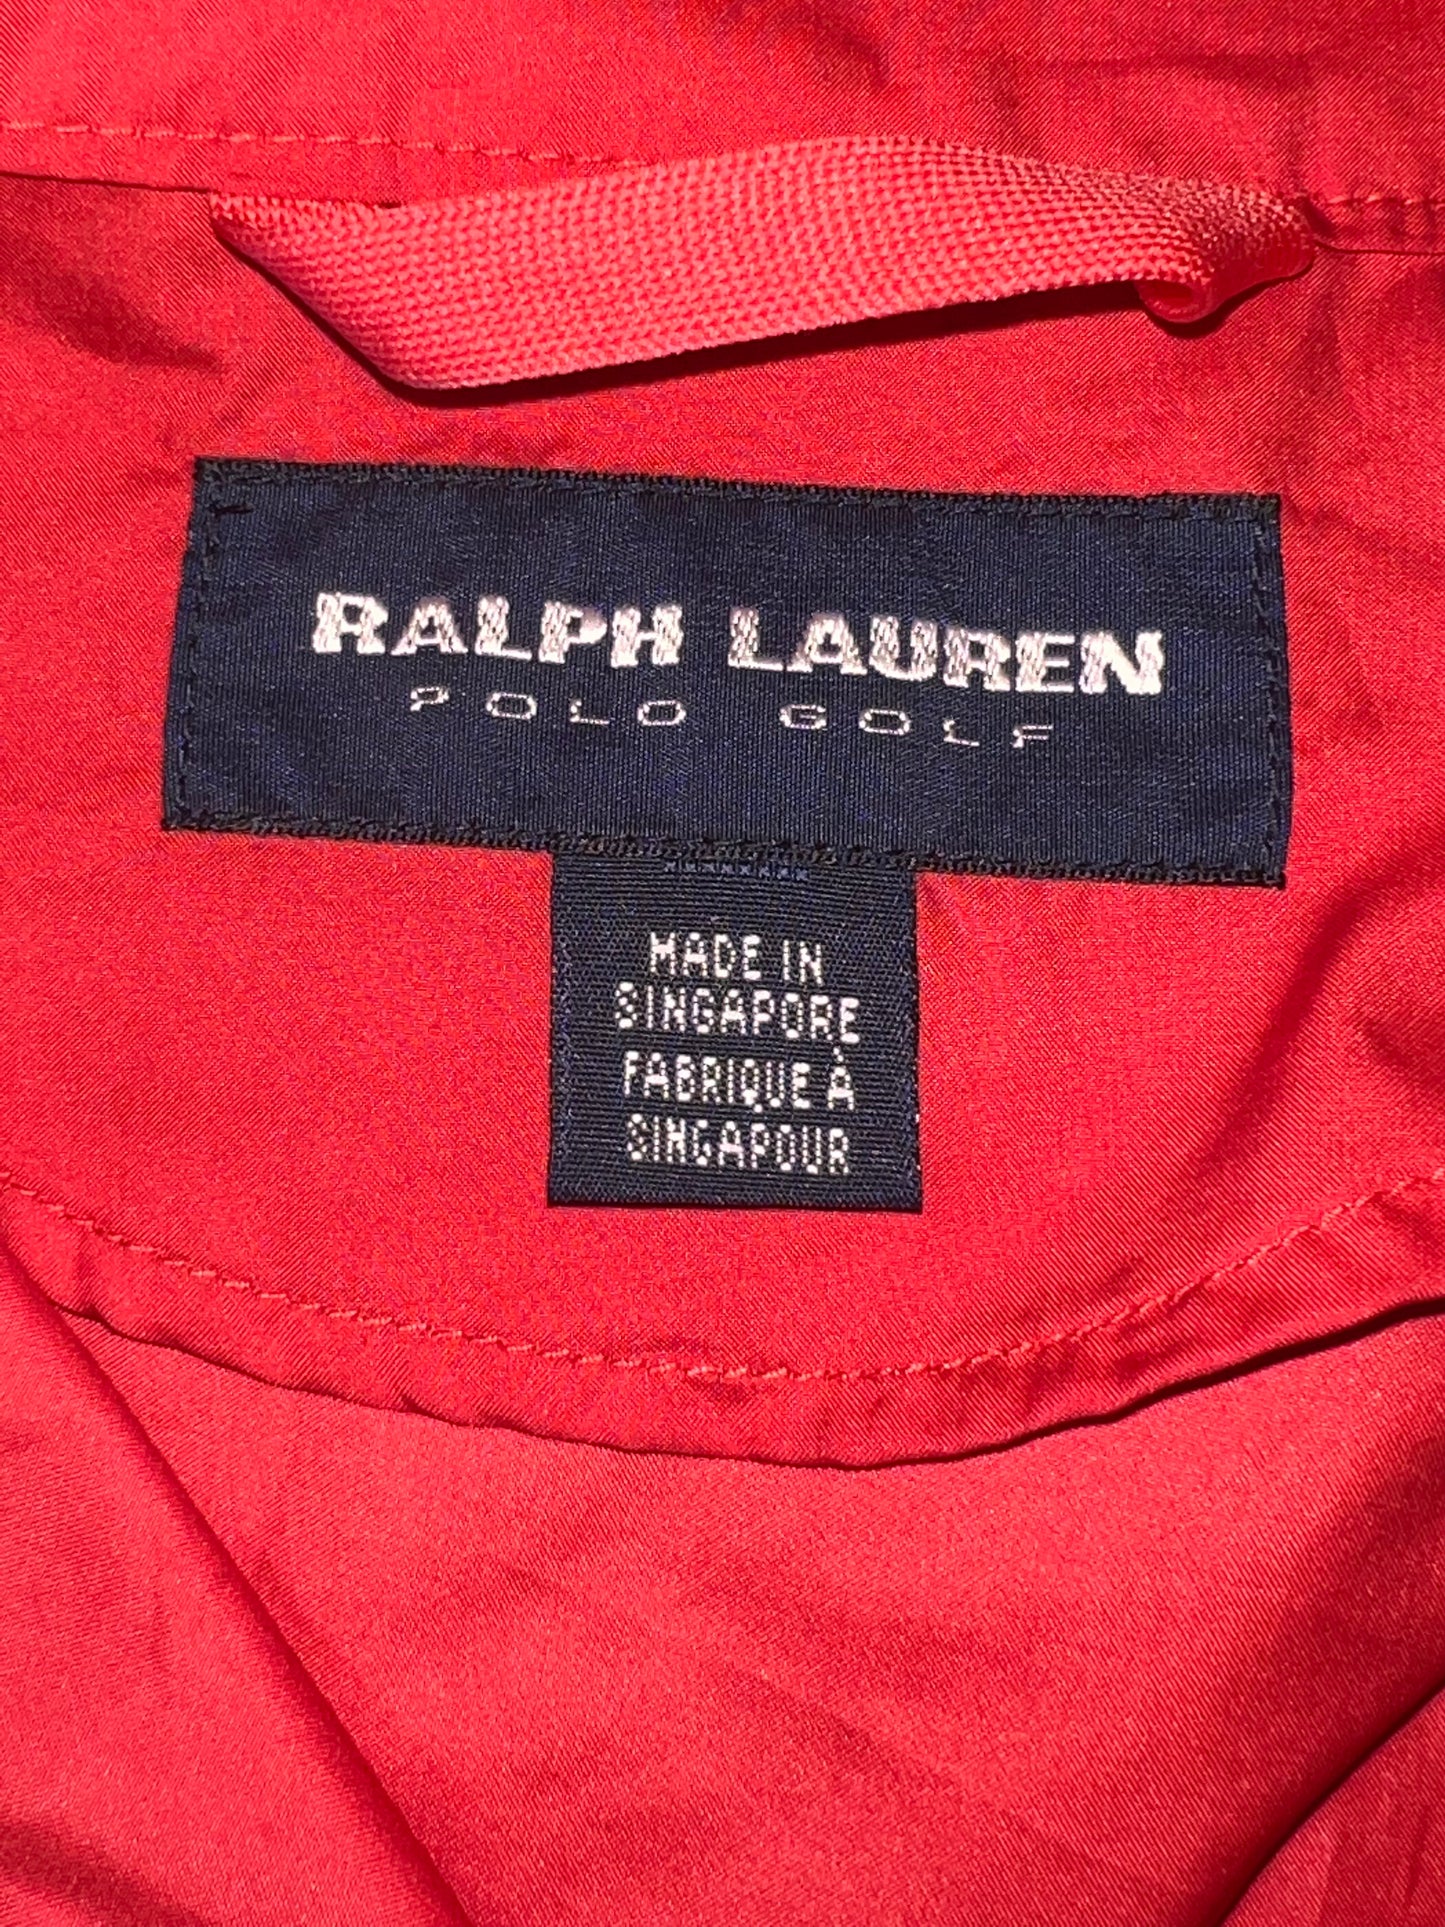 RALPH LAUREN
POLO GOLF
MADE IN
SINGAPORE
FABRIQUE À
SINGAPOUR